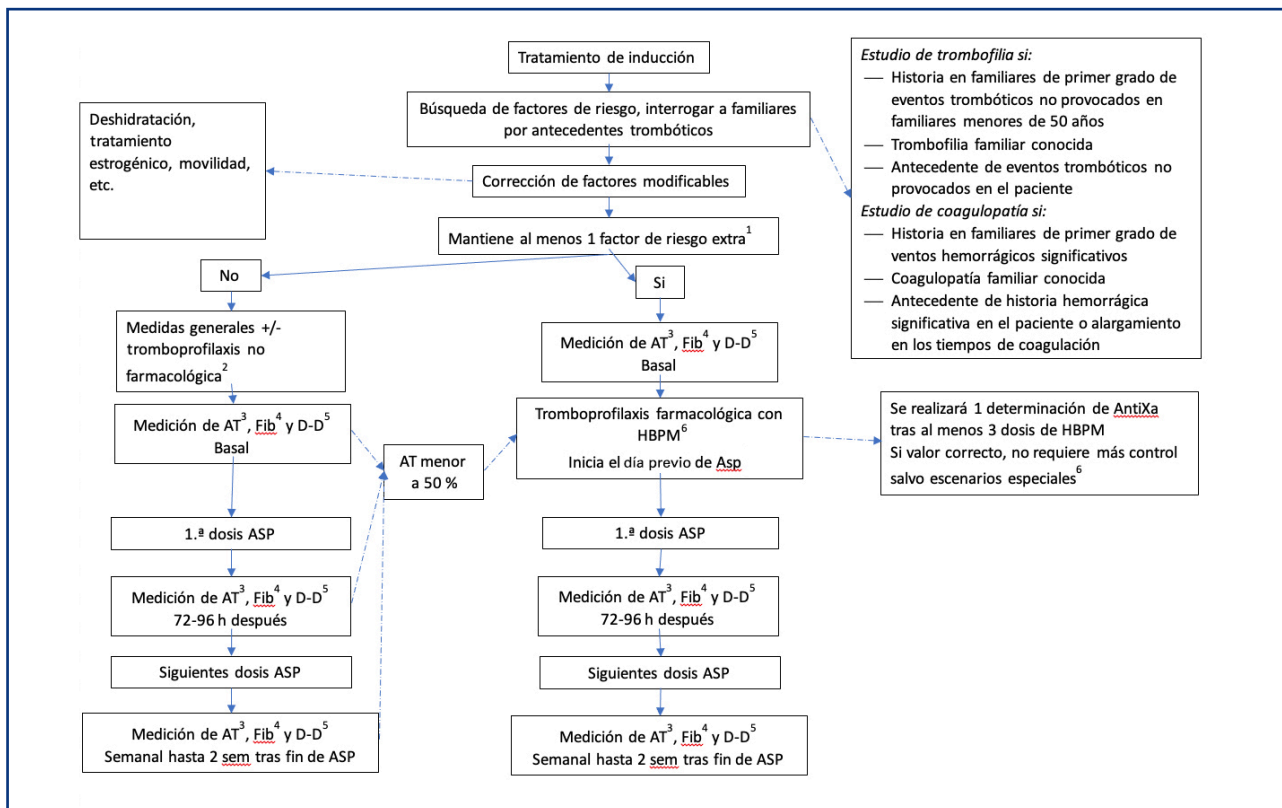 Tratamiento de inducción
Búsqueda de factores de riesgo, interrogar a familiares
por antecedentes trombóticos
Estudio de trombofilia si:
— Historia en familiares de primer grado de
eventos trombóticos no provocados en
familiares menores de 50 años
— Trombofilia familiar conocida
— Antecedente de eventos trombóticos no
provocados en el paciente
Estudio de coagulopatía si:
— Historia en familiares de primer grado de
ventos hemorrágicos significativos
— Coagulopatía familiar conocida
— Antecedente de historia hemorrágica
significativa en el paciente o alargamiento
en los tiempos de coagulación
Deshidratación,
tratamiento
estrogénico, movilidad,
etc.
Corrección de factores modificables
Mantiene al menos 1 factor de riesgo extra¹
No
Si
Medidas generales +/-
tromboprofilaxis no
farmacológica²
Medición de AT³, Fib⁴ y D-D⁵
Basal
1.ª dosis ASP
Medición de AT³, Fib⁴ y D-D⁵
72-96 h después
Siguientes dosis ASP
Medición de AT³, Fib⁴ y D-D⁵
Semanal hasta 2 sem tras fin de ASP
AT menor
a 50 %
Medición de AT³, Fib⁴ y D-D⁵
Basal
Tromboprofilaxis farmacológica con
HBPM⁶
Inicia el día previo de Asp
1.ª dosis ASP
Medición de AT³, Fib⁴ y D-D⁵
72-96 h después
Siguientes dosis ASP
Medición de AT³, Fib⁴ y D-D⁵
Semanal hasta 2 sem tras fin de ASP
Se realizará 1 determinación de AntiXa
tras al menos 3 dosis de HBPM
Si valor correcto, no requiere más control
salvo escenarios especiales⁶